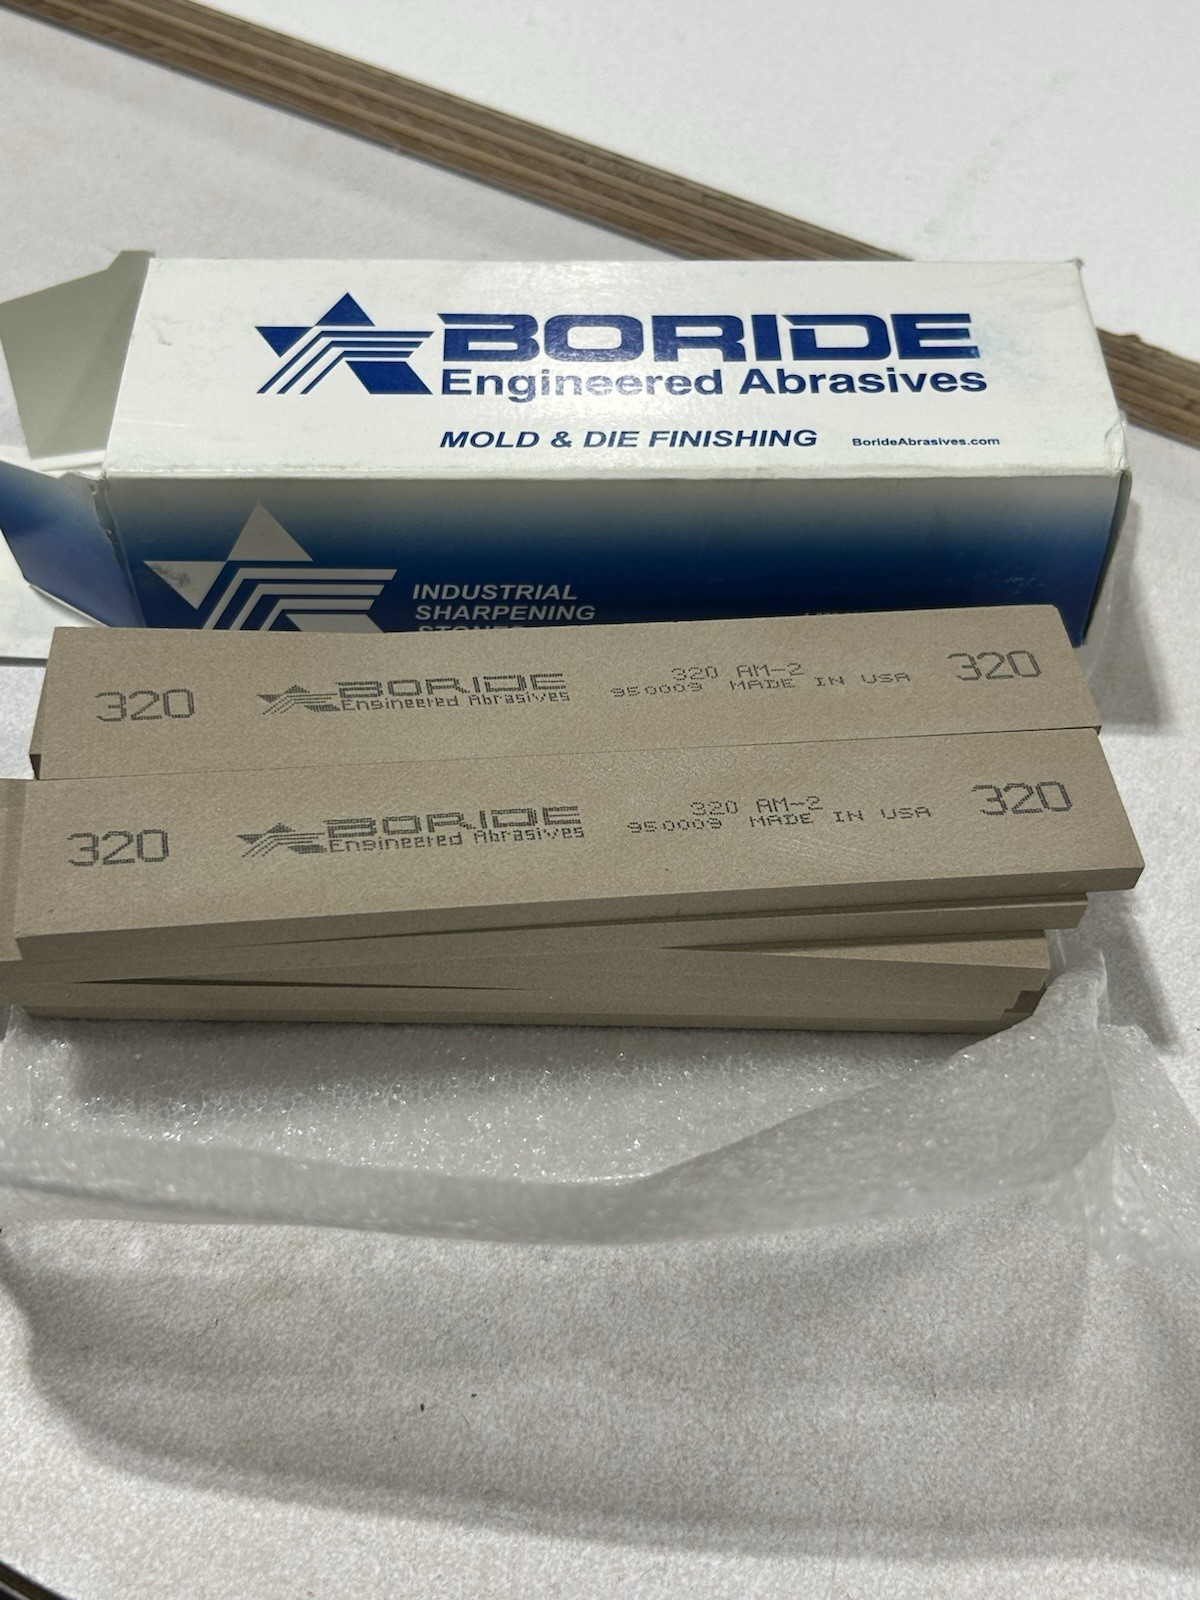 BORIDE
Engineered Abrasives
MOLD & DIE FINISHING BorideAbrasives.com
INDUSTRIAL
SHARPENING
320 BORIDE 320 AM-2 320
Engineered Abrasives 950009 MADE IN USA
320 BORIDE 320 AM-2 320
Engineered Abrasives 950009 MADE IN USA